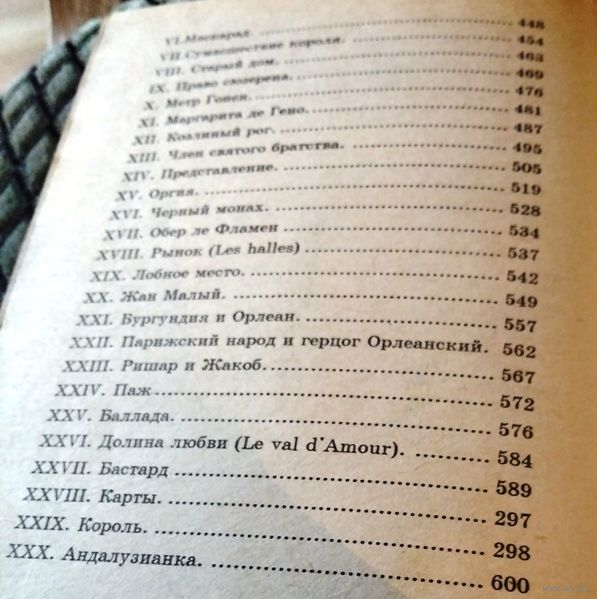 VI. Маскарад. 448
VII. Сумасшествие короля. 454
VIII. Старый дом. 463
IX. Право сюзерена. 469
X. Метр Гонен. 476
XI. Маргарита де Гено. 481
XII. Козлиный рог. 487
XIII. Член святого братства. 495
XIV. Представление. 505
XV. Оргия. 519
XVI. Черный монах. 528
XVII. Обер ле Фламен 534
XVIII. Рынок (Les halles) 537
XIX. Лобное место. 542
XX. Жан Малый. 549
XXI. Бургундия и Орлеан. 557
XXII. Парижский народ и герцог Орлеанский. 562
XXIII. Ришар и Жакоб. 567
XXIV. Паж 572
XXV. Баллада. 576
XXVI. Долина любви (Le val d'Amour). 584
XXVII. Бастард 589
XXVIII. Карты. 297
XXIX. Король. 298
XXX. Андалузианка. 600